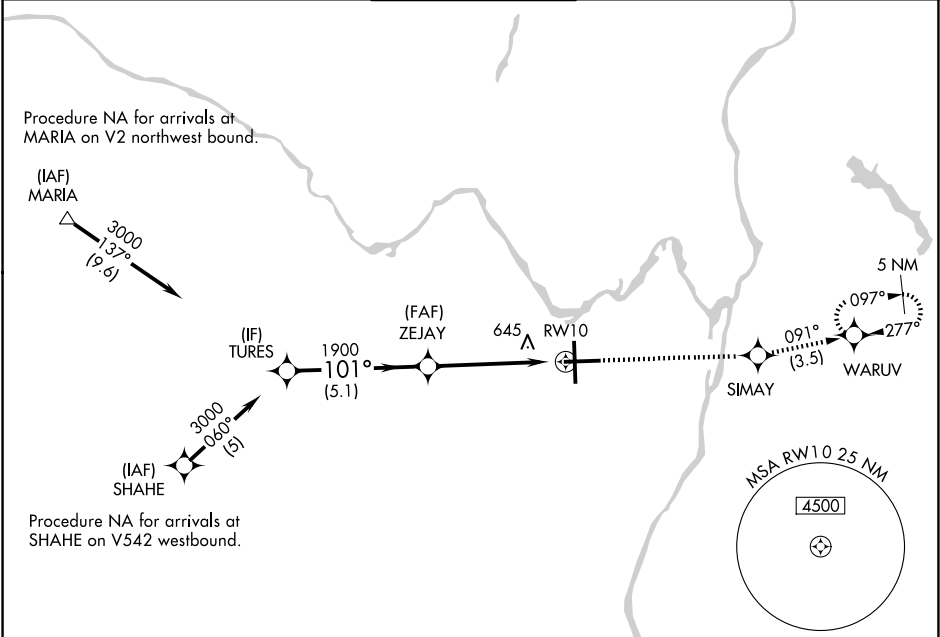 Procedure NA for arrivals at
MARIA on V2 northwest bound.
(IAF)
MARIA
3000
137°
(9.6)
5 NM
097°
277°
(FAF)
ZEJAY
645
RW10
(IF)
TURES
1900
101°
(5.1)
091°
(3.5)
WARUV
SIMAY
3000
060°
(5)
(IAF)
SHAHE
MSA RW10 25 NM
4500
Procedure NA for arrivals at
SHAHE on V542 westbound.